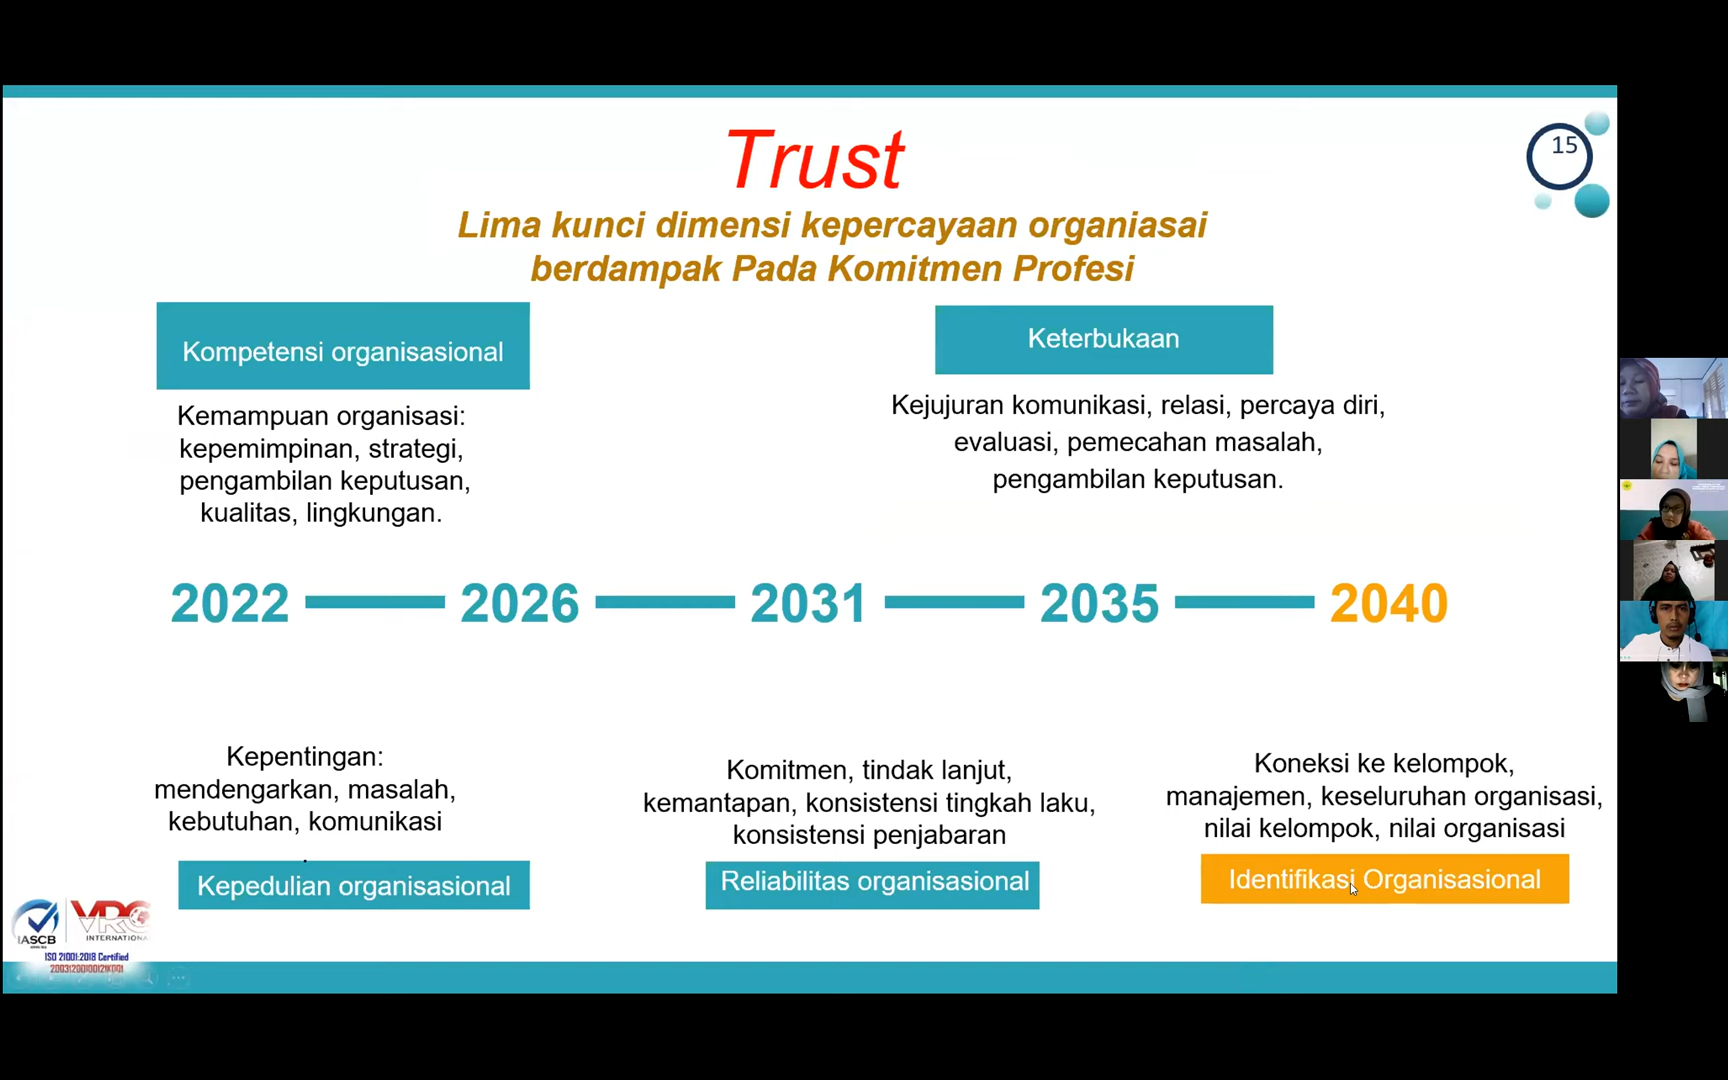 Trust
15
Lima kunci dimensi kepercayaan organiasai
berdampak Pada Komitmen Profesi
Kompetensi organisasional
Kemampuan organisasi:
kepemimpinan, strategi,
pengambilan keputusan,
kualitas, lingkungan.
Keterbukaan
Kejujuran komunikasi, relasi, percaya diri,
evaluasi, pemecahan masalah,
pengambilan keputusan.
2022 2026 2031 2035 2040
Kepentingan:
mendengarkan, masalah,
kebutuhan, komunikasi
.
Kepedulian organisasional
Komitmen, tindak lanjut,
kemantapan, konsistensi tingkah laku,
konsistensi penjabaran
Reliabilitas organisasional
Koneksi ke kelompok,
manajemen, keseluruhan organisasi,
nilai kelompok, nilai organisasi
Identifikasi Organisasional
IASCB
VRC
INTERNATIONAL
ISO 21001:2018 Certified